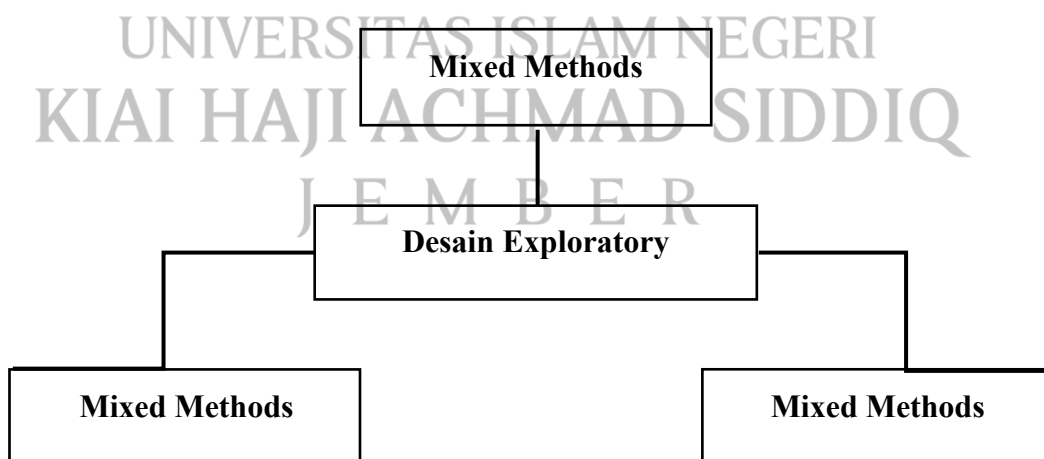 UNIVERSITAS ISLAM NEGERI
Mixed Methods
KIAI HAJI ACHMAD SIDDIQ
J E M B E R
Desain Exploratory
Mixed Methods
Mixed Methods